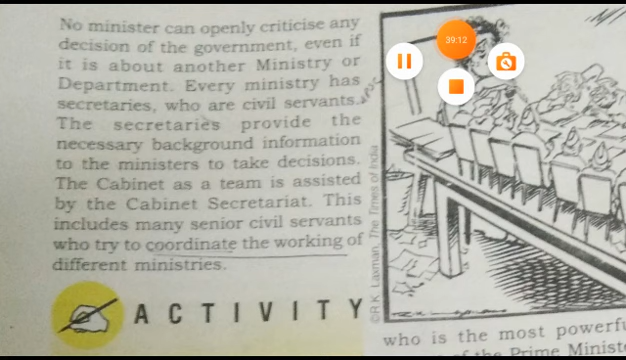 No minister can openly criticise any
decision of the government, even if
it is about another Ministry or
Department. Every ministry has
secretaries, who are civil servants.
The secretaries provide the
necessary background information
to the ministers to take decisions.
The Cabinet as a team is assisted
by the Cabinet Secretariat. This
includes many senior civil servants
who try to coordinate the working of
different ministries.
ACTIVITY
©R.K. Laxman, The Times of India
39:12
who is the most powerfu
of the Prime Ministe